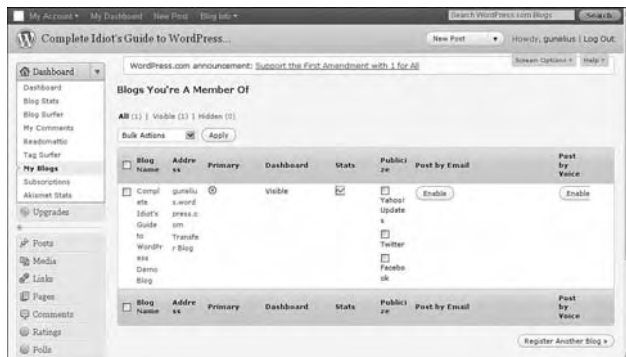 My Account ▾ My Dashboard New Post Blog Info ▾ Search WordPress.com Blogs Search
Complete Idiot's Guide to WordPress... New Post ▾ Howdy, gunelius | Log Out
Screen Options ▾ Help ▾
WordPress.com announcement: Support the First Amendment with 1 for All
Dashboard
Dashboard
Blog Stats
Blog Surfer
My Comments
Readomattic
Tag Surfer
My Blogs
Subscriptions
Akismet Stats
Upgrades
Posts
Media
Links
Pages
Comments
Ratings
Polls
Blogs You're A Member Of
All (1) | Visible (1) | Hidden (0)
Bulk Actions Apply
Blog Name Addre ss Primary Dashboard Stats Publici ze Post by Email Post by Voice
Compl ete Idiot's Guide to WordPr ess Demo Blog
guneliu s.word press.c om
Transfe r Blog
Visible
Yahoo! Update s
Twitter
Facebo ok
Enable
Enable
Blog Name Addre ss Primary Dashboard Stats Publici ze Post by Email Post by Voice
Register Another Blog »